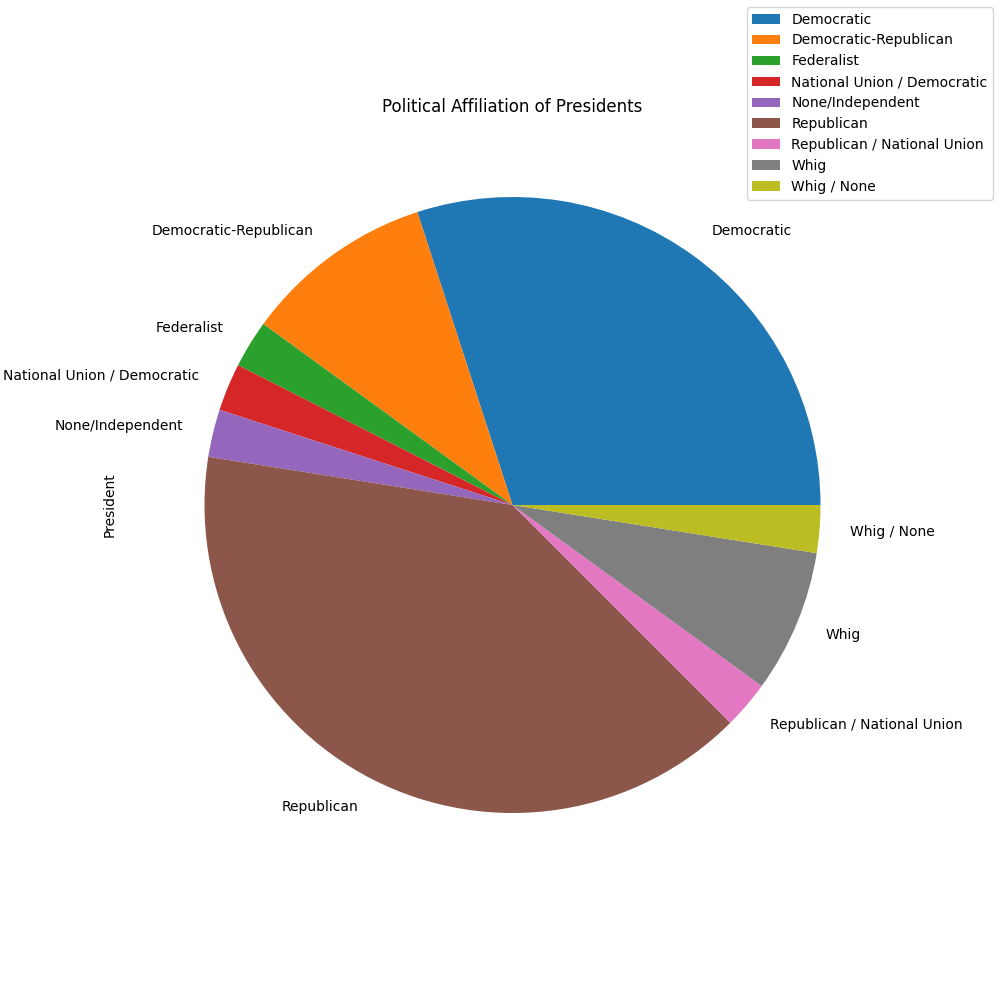 Democratic
Democratic-Republican
Federalist
National Union / Democratic
None/Independent
Republican
Republican / National Union
Whig
Whig / None
Political Affiliation of Presidents
Democratic
Democratic-Republican
Federalist
National Union / Democratic
None/Independent
President
Republican
Republican / National Union
Whig
Whig / None